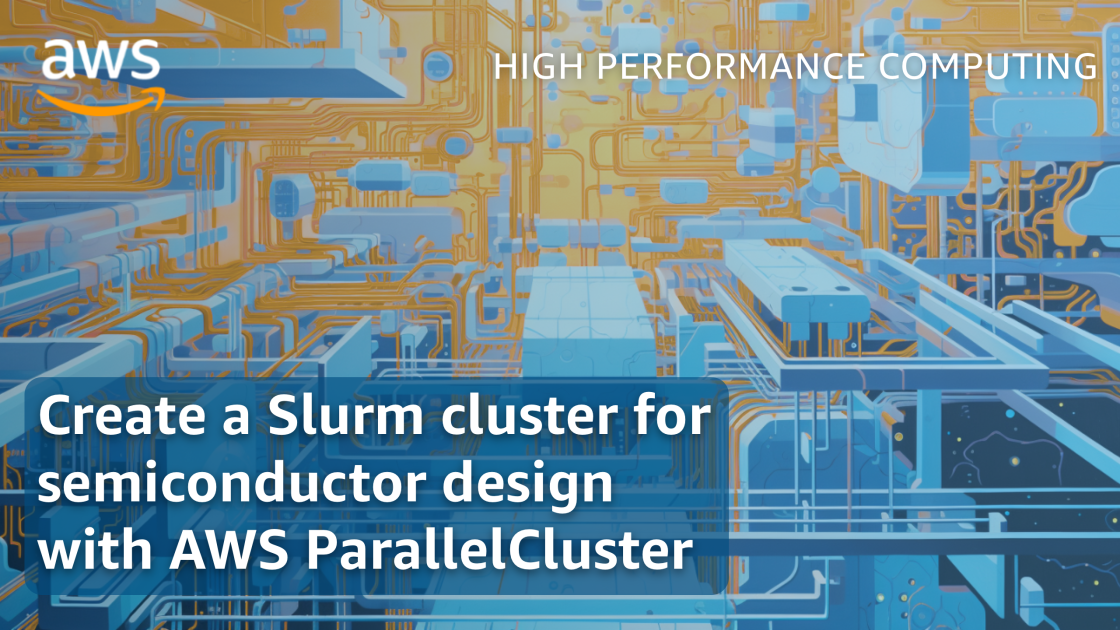 aws
HIGH PERFORMANCE COMPUTING
Create a Slurm cluster for
semiconductor design
with AWS ParallelCluster